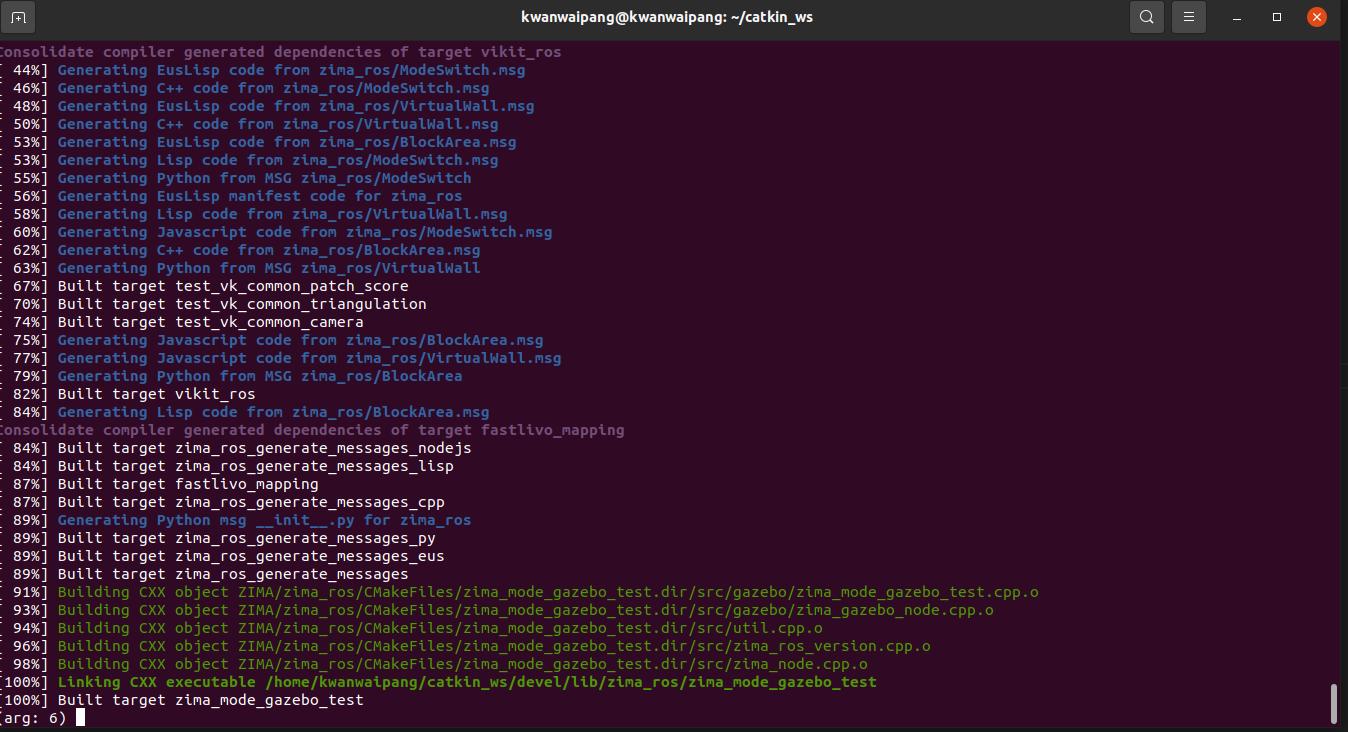 kwanwaipang@kwanwaipang: ~/catkin_ws
Consolidate compiler generated dependencies of target vikit_ros
[ 44%] Generating EusLisp code from zima_ros/ModeSwitch.msg
[ 46%] Generating C++ code from zima_ros/ModeSwitch.msg
[ 48%] Generating EusLisp code from zima_ros/VirtualWall.msg
[ 50%] Generating C++ code from zima_ros/VirtualWall.msg
[ 53%] Generating EusLisp code from zima_ros/BlockArea.msg
[ 53%] Generating Lisp code from zima_ros/ModeSwitch.msg
[ 55%] Generating Python from MSG zima_ros/ModeSwitch
[ 56%] Generating EusLisp manifest code for zima_ros
[ 58%] Generating Lisp code from zima_ros/VirtualWall.msg
[ 60%] Generating Javascript code from zima_ros/ModeSwitch.msg
[ 62%] Generating C++ code from zima_ros/BlockArea.msg
[ 63%] Generating Python from MSG zima_ros/VirtualWall
[ 67%] Built target test_vk_common_patch_score
[ 70%] Built target test_vk_common_triangulation
[ 74%] Built target test_vk_common_camera
[ 75%] Generating Javascript code from zima_ros/BlockArea.msg
[ 77%] Generating Javascript code from zima_ros/VirtualWall.msg
[ 79%] Generating Python from MSG zima_ros/BlockArea
[ 82%] Built target vikit_ros
[ 84%] Generating Lisp code from zima_ros/BlockArea.msg
Consolidate compiler generated dependencies of target fastlivo_mapping
[ 84%] Built target zima_ros_generate_messages_nodejs
[ 84%] Built target zima_ros_generate_messages_lisp
[ 87%] Built target fastlivo_mapping
[ 87%] Built target zima_ros_generate_messages_cpp
[ 89%] Generating Python msg __init__.py for zima_ros
[ 89%] Built target zima_ros_generate_messages_py
[ 89%] Built target zima_ros_generate_messages_eus
[ 89%] Built target zima_ros_generate_messages
[ 91%] Building CXX object ZIMA/zima_ros/CMakeFiles/zima_mode_gazebo_test.dir/src/gazebo/zima_mode_gazebo_test.cpp.o
[ 93%] Building CXX object ZIMA/zima_ros/CMakeFiles/zima_mode_gazebo_test.dir/src/gazebo/zima_gazebo_node.cpp.o
[ 94%] Building CXX object ZIMA/zima_ros/CMakeFiles/zima_mode_gazebo_test.dir/src/util.cpp.o
[ 96%] Building CXX object ZIMA/zima_ros/CMakeFiles/zima_mode_gazebo_test.dir/src/zima_ros_version.cpp.o
[ 98%] Building CXX object ZIMA/zima_ros/CMakeFiles/zima_mode_gazebo_test.dir/src/zima_node.cpp.o
[100%] Linking CXX executable /home/kwanwaipang/catkin_ws/devel/lib/zima_ros/zima_mode_gazebo_test
[100%] Built target zima_mode_gazebo_test
(arg: 6)